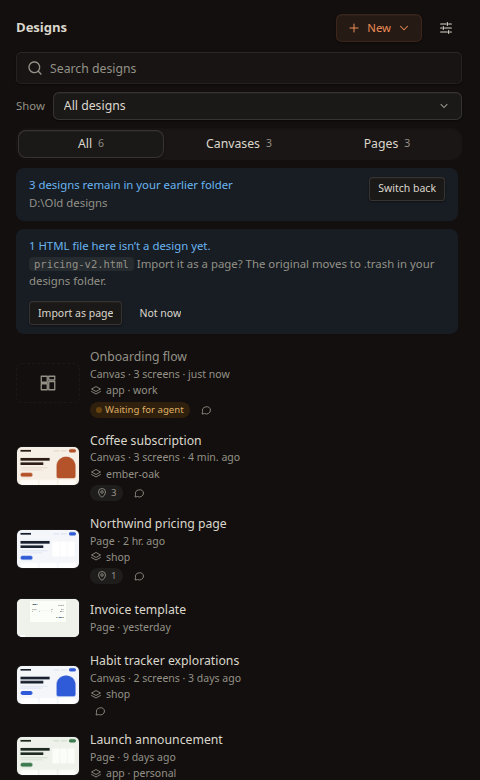 Designs
New
Search designs
Show
All designs
All 6
Canvases 3
Pages 3
3 designs remain in your earlier folder
D:\Old designs
Switch back
1 HTML file here isn't a design yet.
pricing-v2.html Import it as a page? The original moves to .trash in your
designs folder.
Import as page
Not now
Onboarding flow
Canvas · 3 screens · just now
app · work
Waiting for agent
Coffee subscription
Canvas · 3 screens · 4 min. ago
ember-oak
3
Northwind pricing page
Page · 2 hr. ago
shop
1
Invoice template
Page · yesterday
Habit tracker explorations
Canvas · 2 screens · 3 days ago
shop
Launch announcement
Page · 9 days ago
app · personal